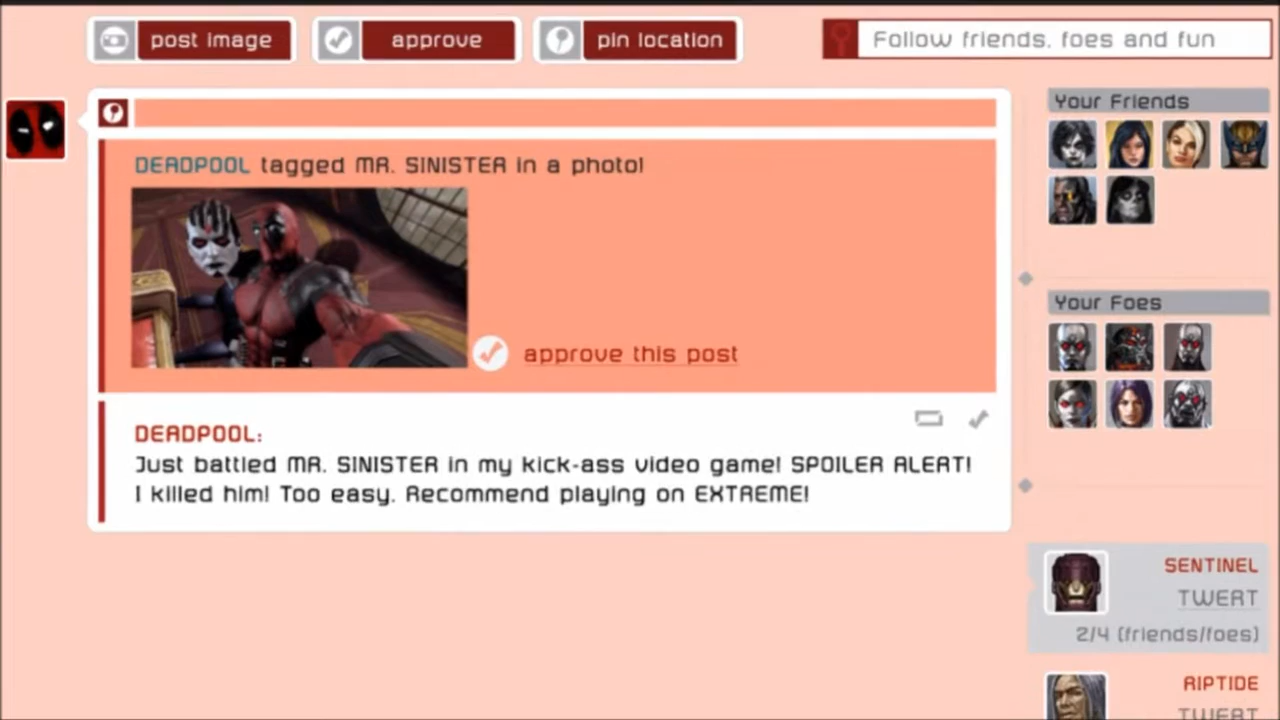 post image
approve
pin location
Follow friends, foes and fun
DEADPOOL tagged MR. SINISTER in a photo!
approve this post
DEADPOOL:
Just battled MR. SINISTER in my kick-ass video game! SPOILER ALERT!
I killed him! Too easy. Recommend playing on EXTREME!
Your Friends
Your Foes
SENTINEL
TWERT
2/4 (friends/foes)
RIPTIDE
TWERT